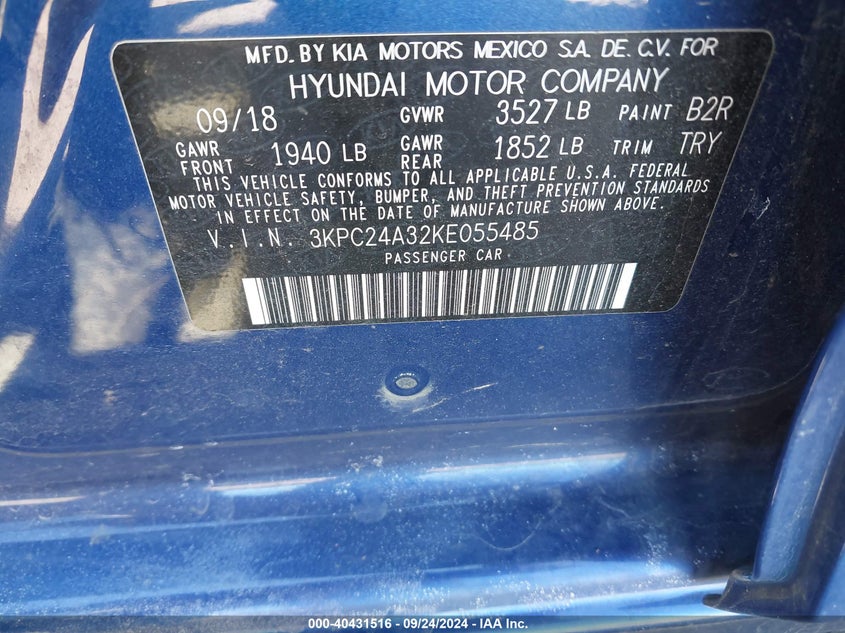 MFD. BY KIA MOTORS MEXICO S.A. DE. C.V. FOR
HYUNDAI MOTOR COMPANY
09/18 GVWR 3527 LB PAINT B2R
GAWR FRONT 1940 LB GAWR REAR 1852 LB TRIM TRY
THIS VEHICLE CONFORMS TO ALL APPLICABLE U.S.A. FEDERAL
MOTOR VEHICLE SAFETY, BUMPER, AND THEFT PREVENTION STANDARDS
IN EFFECT ON THE DATE OF MANUFACTURE SHOWN ABOVE.
V.I.N. 3KPC24A32KE055485
PASSENGER CAR
000-40431516 - 09/24/2024 - IAA Inc.